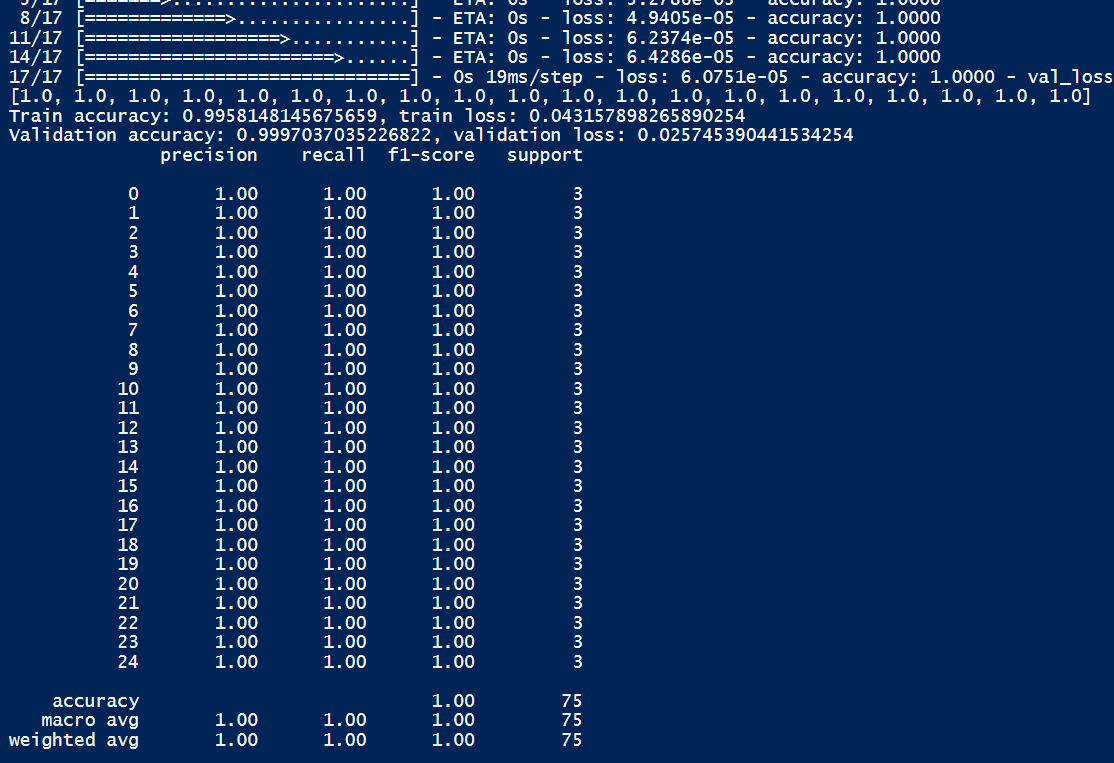 5/17 [=======>......................] - ETA: 0s - loss: 5.2786e-05 - accuracy: 1.0000
8/17 [=============>................] - ETA: 0s - loss: 4.9405e-05 - accuracy: 1.0000
11/17 [==================>...........] - ETA: 0s - loss: 6.2374e-05 - accuracy: 1.0000
14/17 [=======================>......] - ETA: 0s - loss: 6.4286e-05 - accuracy: 1.0000
17/17 [==============================] - 0s 19ms/step - loss: 6.0751e-05 - accuracy: 1.0000 - val_loss
[1.0, 1.0, 1.0, 1.0, 1.0, 1.0, 1.0, 1.0, 1.0, 1.0, 1.0, 1.0, 1.0, 1.0, 1.0, 1.0, 1.0, 1.0, 1.0, 1.0]
Train accuracy: 0.9958148145675659, train loss: 0.043157898265890254
Validation accuracy: 0.9997037035226822, validation loss: 0.025745390441534254
precision recall f1-score support
0 1.00 1.00 1.00 3
1 1.00 1.00 1.00 3
2 1.00 1.00 1.00 3
3 1.00 1.00 1.00 3
4 1.00 1.00 1.00 3
5 1.00 1.00 1.00 3
6 1.00 1.00 1.00 3
7 1.00 1.00 1.00 3
8 1.00 1.00 1.00 3
9 1.00 1.00 1.00 3
10 1.00 1.00 1.00 3
11 1.00 1.00 1.00 3
12 1.00 1.00 1.00 3
13 1.00 1.00 1.00 3
14 1.00 1.00 1.00 3
15 1.00 1.00 1.00 3
16 1.00 1.00 1.00 3
17 1.00 1.00 1.00 3
18 1.00 1.00 1.00 3
19 1.00 1.00 1.00 3
20 1.00 1.00 1.00 3
21 1.00 1.00 1.00 3
22 1.00 1.00 1.00 3
23 1.00 1.00 1.00 3
24 1.00 1.00 1.00 3
accuracy 1.00 75
macro avg 1.00 1.00 1.00 75
weighted avg 1.00 1.00 1.00 75